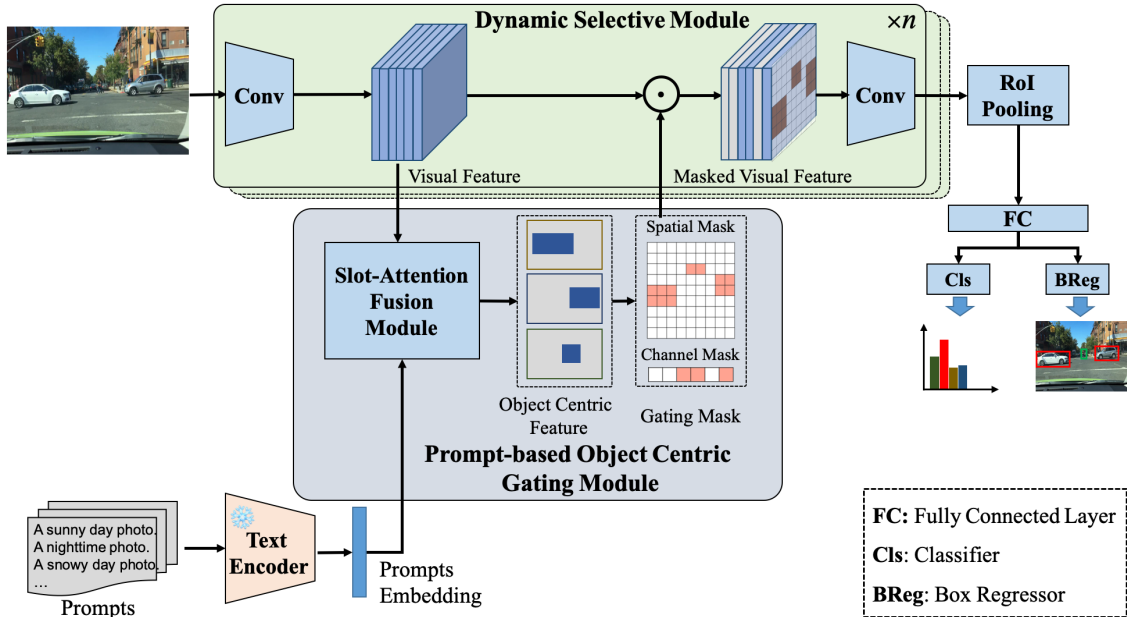 Dynamic Selective Module
×n
Conv
Visual Feature
Masked Visual Feature
Conv
RoI
Pooling
FC
Cls
BReg
Slot-Attention
Fusion
Module
Object Centric
Feature
Spatial Mask
Channel Mask
Gating Mask
Prompt-based Object Centric
Gating Module
A sunny day photo.
A nighttime photo.
A snowy day photo.
...
Prompts
Text
Encoder
Prompts
Embedding
FC: Fully Connected Layer
Cls: Classifier
BReg: Box Regressor